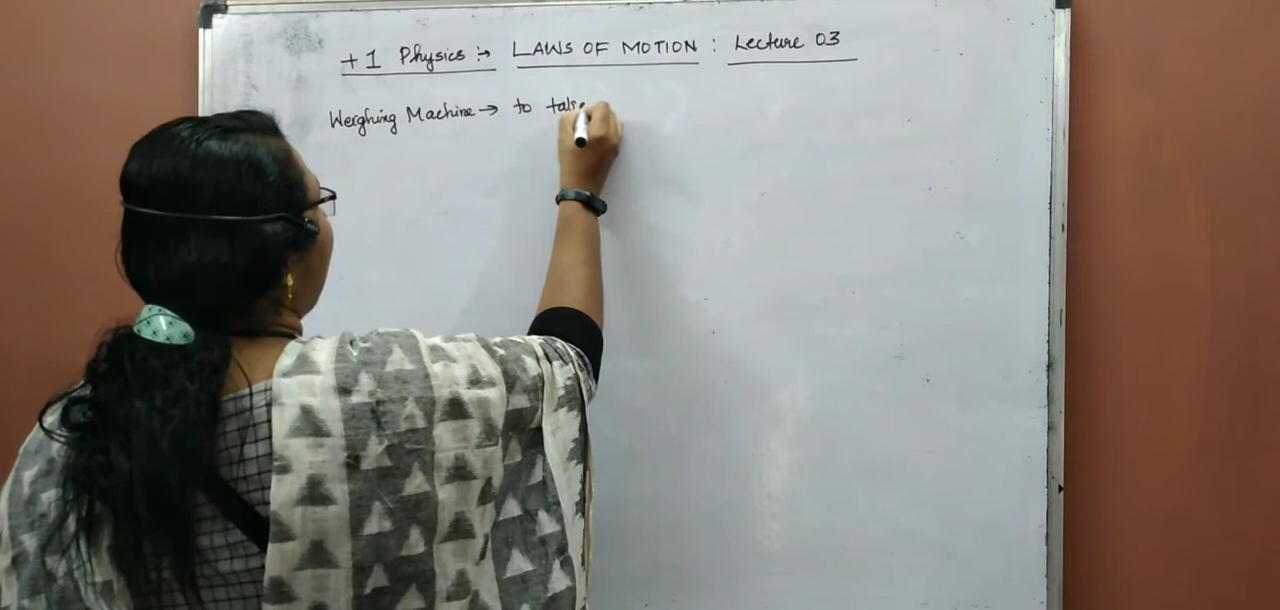 +1 Physics :→ LAWS OF MOTION : Lecture 03
Weighing Machine → to